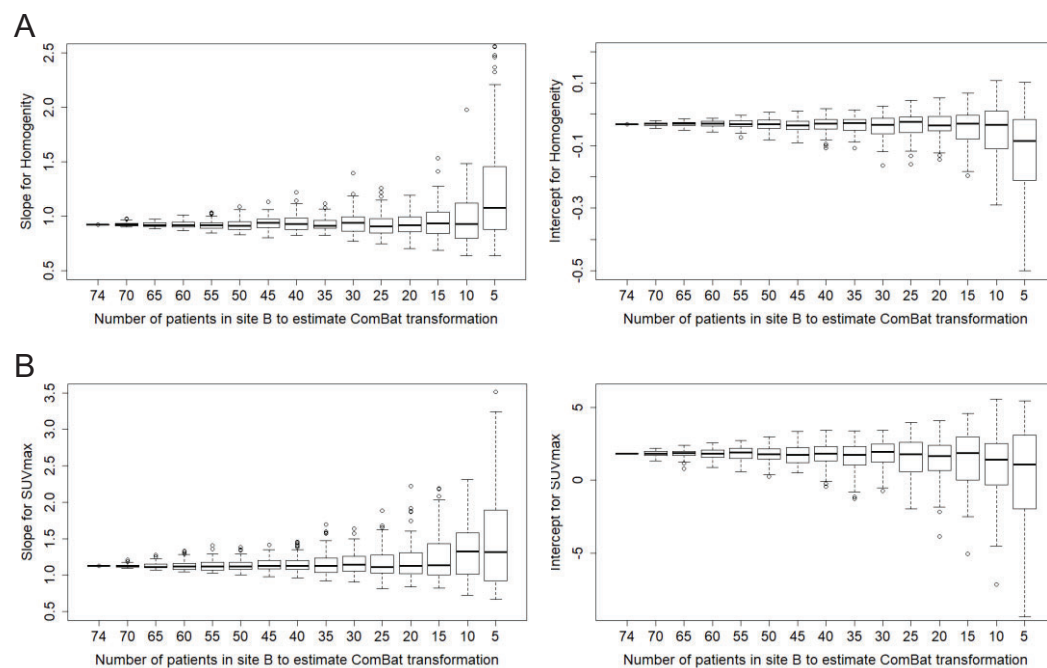 A
Slope for Homogenity
2.5
2.0
1.5
1.0
0.5
74 70 65 60 55 50 45 40 35 30 25 20 15 10 5
Number of patients in site B to estimate ComBat transformation
Intercept for Homogeneity
0.1
-0.1
-0.3
-0.5
74 70 65 60 55 50 45 40 35 30 25 20 15 10 5
Number of patients in site B to estimate ComBat transformation
B
Slope for SUVmax
3.5
3.0
2.5
2.0
1.5
1.0
0.5
74 70 65 60 55 50 45 40 35 30 25 20 15 10 5
Number of patients in site B to estimate ComBat transformation
Intercept for SUVmax
5
0
-5
74 70 65 60 55 50 45 40 35 30 25 20 15 10 5
Number of patients in site B to estimate ComBat transformation